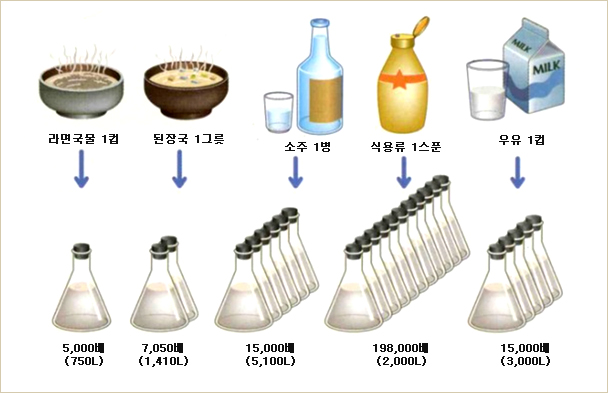 MILK
MILK
라면국물 1컵
된장국 1그릇
소주 1병
식용류 1스푼
우유 1컵
5,000배
(750L)
7,050배
(1,410L)
15,000배
(5,100L)
198,000배
(2,000L)
15,000배
(3,000L)